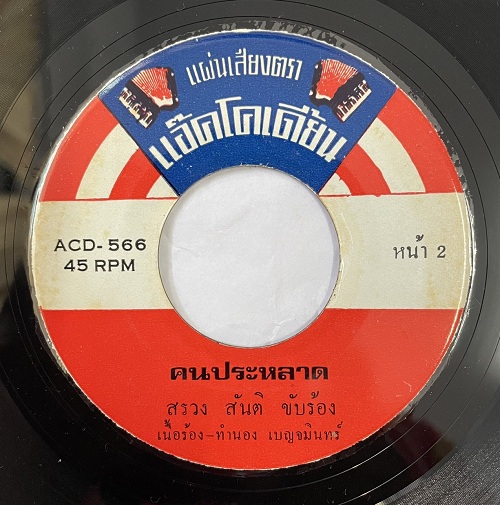 แผ่นเสียงตรา
แอ๊คโคเดี้ยน
ACD-566
45 RPM
หน้า 2
คนประหลาด
สรวง สันติ ขับร้อง
เนื้อร้อง-ทำนอง เบญจมินทร์